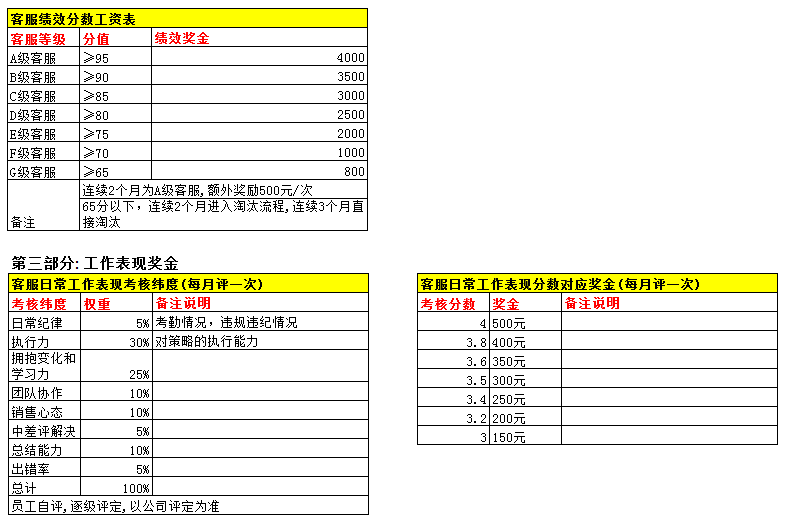 客服绩效分数工资表
客服等级 分值 绩效奖金
A级客服 ≥95 4000
B级客服 ≥90 3500
C级客服 ≥85 3000
D级客服 ≥80 2500
E级客服 ≥75 2000
F级客服 ≥70 1000
G级客服 ≥65 800
连续2个月为A级客服,额外奖励500元/次
65分以下，连续2个月进入淘汰流程,连续3个月直
备注 接淘汰
第三部分:工作表现奖金
客服日常工作表现考核纬度(每月评一次)
考核纬度 权重 备注说明
日常纪律 5% 考勤情况，违规违纪情况
执行力 30% 对策略的执行能力
拥抱变化和
学习力 25%
团队协作 10%
销售心态 10%
中差评解决 5%
总结能力 10%
出错率 5%
总计 100%
员工自评,逐级评定,以公司评定为准
客服日常工作表现分数对应奖金(每月评一次)
考核分数 奖金 备注说明
4 500元
3.8 400元
3.6 350元
3.5 300元
3.4 250元
3.2 200元
3 150元